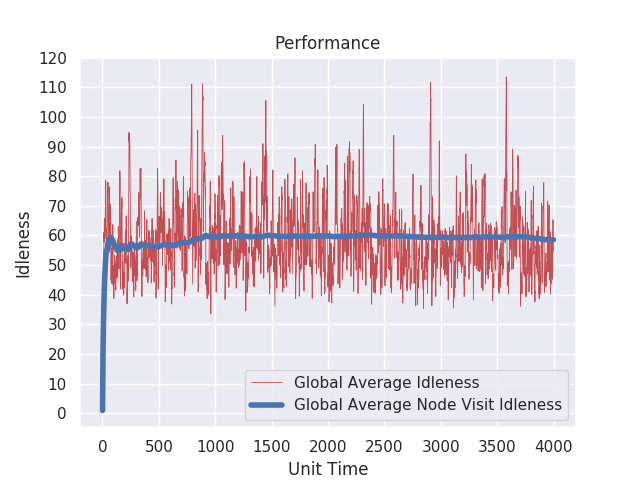 Performance
120
110
100
90
80
70
60
50
40
30
20
10
0
Idleness
Global Average Idleness
Global Average Node Visit Idleness
0 500 1000 1500 2000 2500 3000 3500 4000
Unit Time